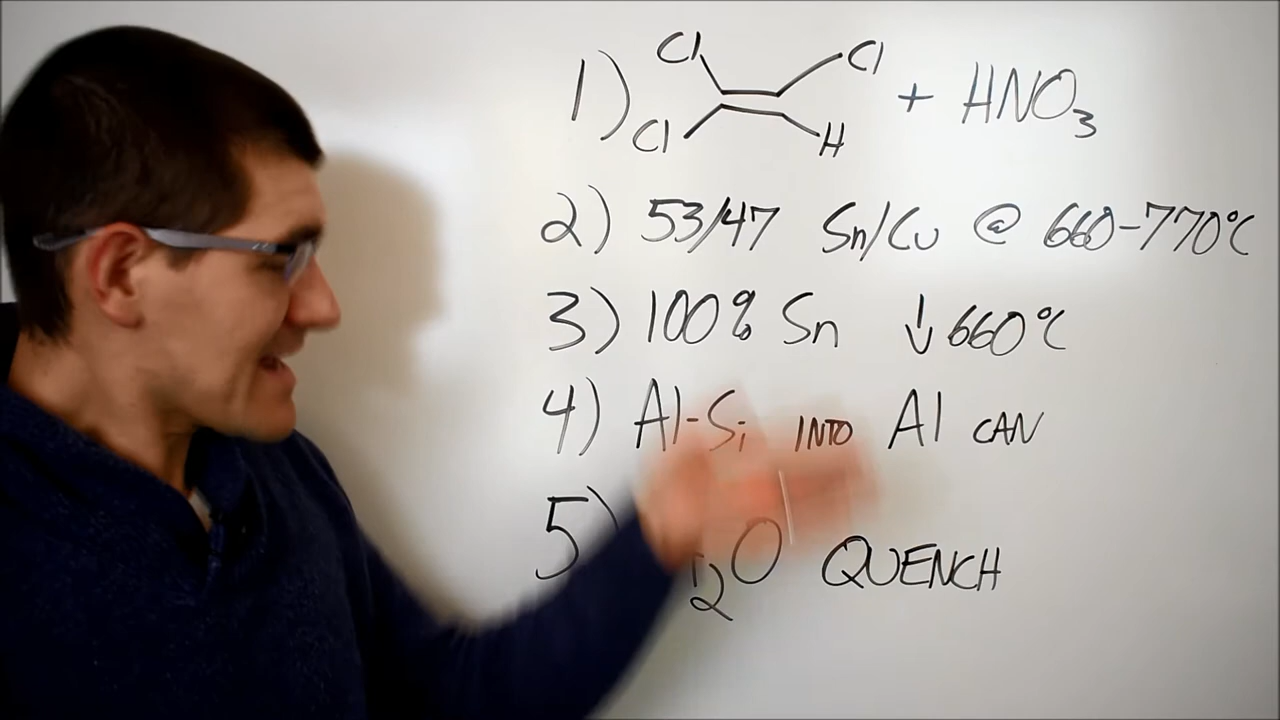 1) Cl Cl Cl H + HNO₃
2) 53/47 Sn/Cu @ 660-770°C
3) 100% Sn ↓660°C
4) Al-Si INTO Al CAN
5) ₂O QUENCH